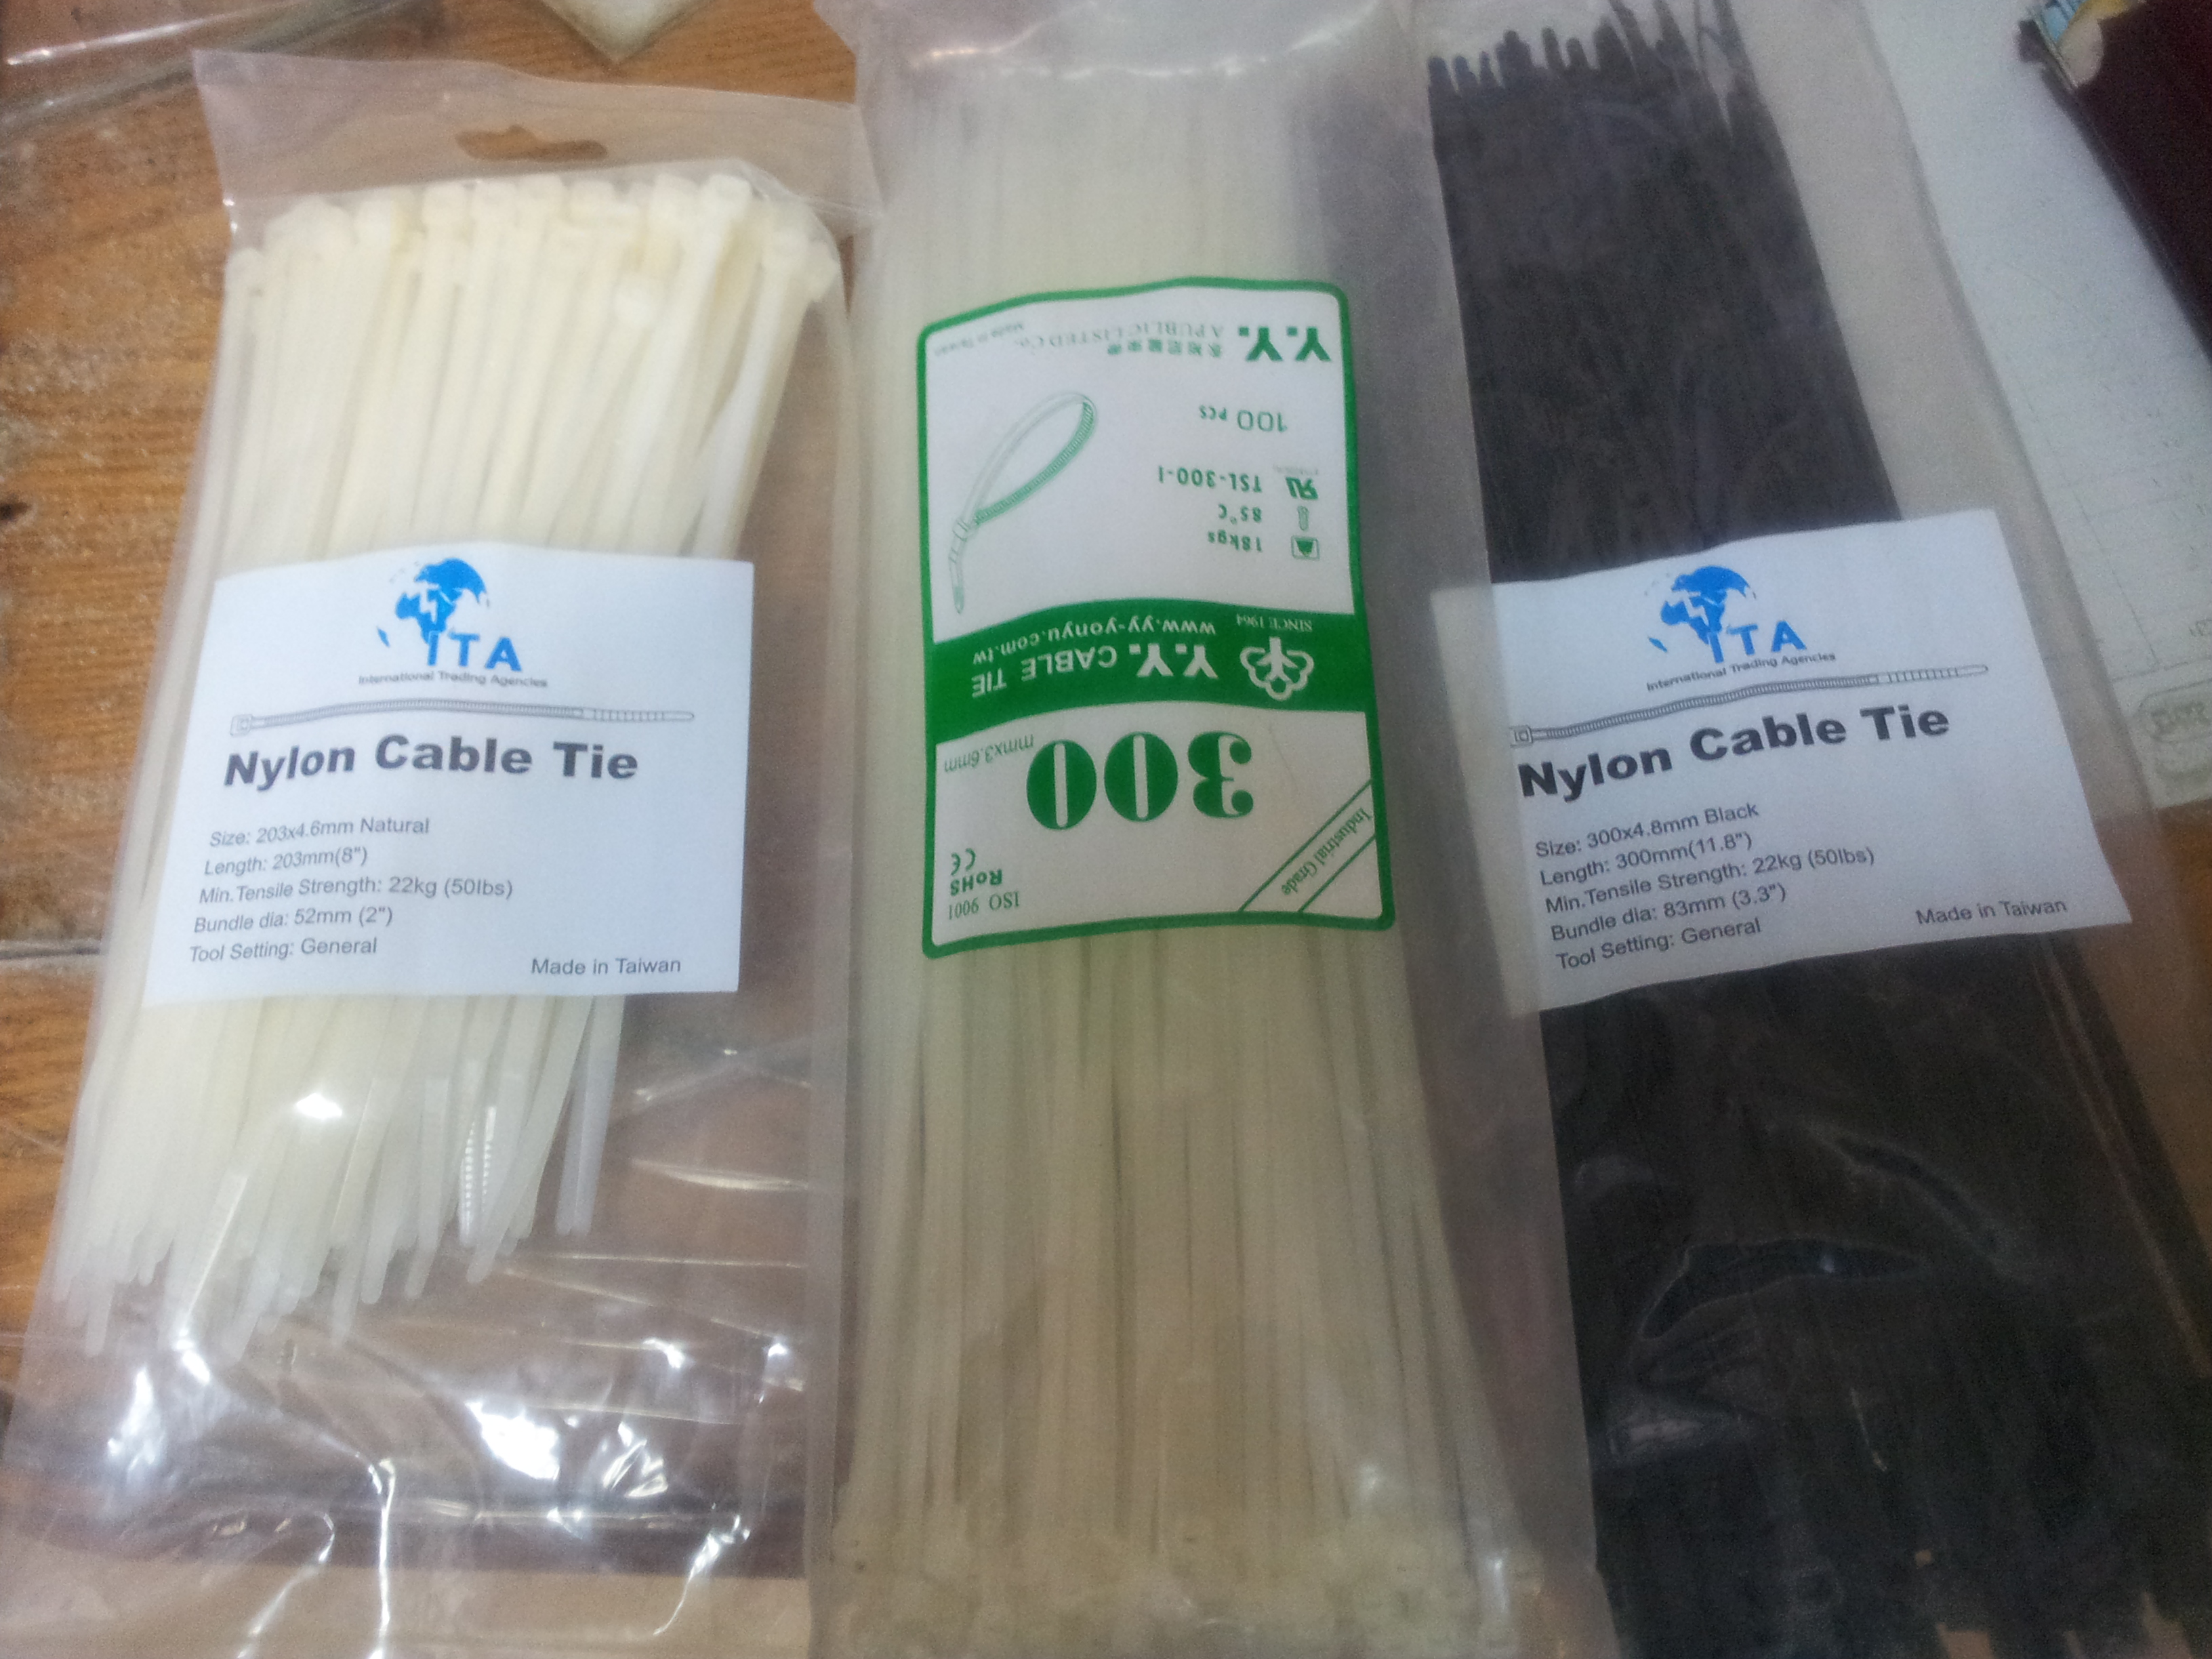 ITA
International Trading Agencies
Nylon Cable Tie
Size: 203x4.6mm Natural
Length: 203mm(8")
Min.Tensile Strength: 22kg (50lbs)
Bundle dia: 52mm (2")
Tool Setting: General
Made in Taiwan
Industrial Grade
ISO 9001
RoHS
CE
300
mmx3.6mm
Y.Y. CABLE TIE
SINCE 1964
www.yy-yonyu.com.tw
18kgs
85°C
TSL-300-I
100 PCS
Y.Y.
A PUBLIC LISTED Co.
Made in Taiwan
ITA
International Trading Agencies
Nylon Cable Tie
Size: 300x4.8mm Black
Length: 300mm(11.8")
Min.Tensile Strength: 22kg (50lbs)
Bundle dia: 83mm (3.3")
Tool Setting: General
Made in Taiwan